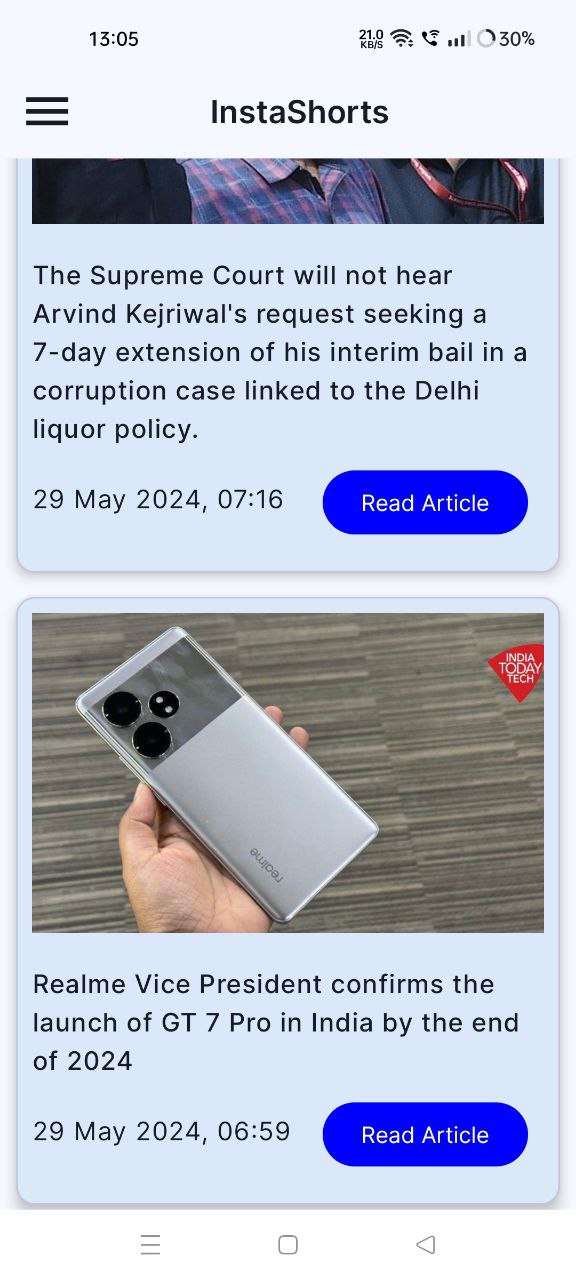 13:05
21.0
KB/S
30%
InstaShorts
The Supreme Court will not hear
Arvind Kejriwal's request seeking a
7-day extension of his interim bail in a
corruption case linked to the Delhi
liquor policy.
29 May 2024, 07:16
Read Article
INDIA
TODAY
TECH
realme
Realme Vice President confirms the
launch of GT 7 Pro in India by the end
of 2024
29 May 2024, 06:59
Read Article